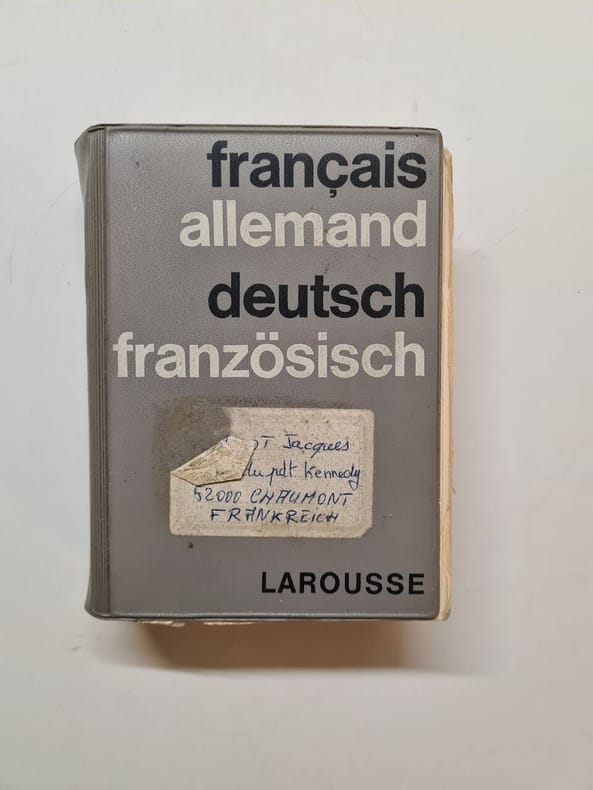 français
allemand
deutsch
französisch
Jacques
du pdt Kennedy
52000 CHAUMONT
FRANKREICH
LAROUSSE